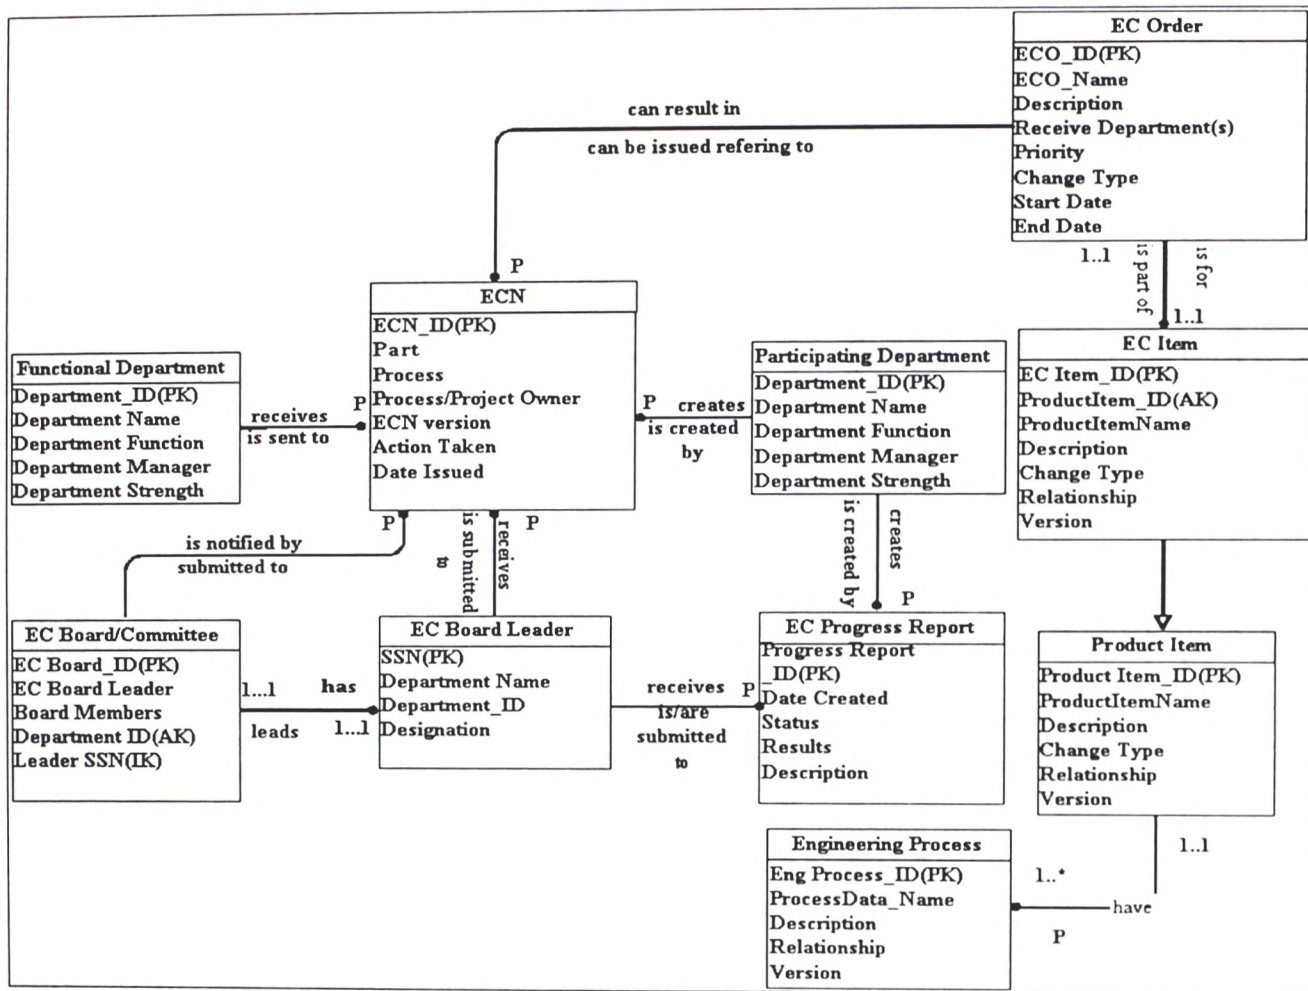 EC Order
ECO_ID(PK)
ECO_Name
Description
Receive Department(s)
Priority
Change Type
Start Date
End Date
can result in
can be issued refering to
1..1
is part of
is for
1..1
P
ECN
ECN_ID(PK)
Part
Process
Process/Project Owner
ECN version
Action Taken
Date Issued
Functional Department
Department_ID(PK)
Department Name
Department Function
Department Manager
Department Strength
receives
is sent to
P
Participating Department
Department_ID(PK)
Department Name
Department Function
Department Manager
Department Strength
P
creates
is created
by
EC Item
EC Item_ID(PK)
ProductItem_ID(AK)
ProductItemName
Description
Change Type
Relationship
Version
P
is notified by
submitted to
is submitted
to
receives
P
is created by
creates
P
EC Board/Committee
EC Board_ID(PK)
EC Board Leader
Board Members
Department ID(AK)
Leader SSN(IK)
1...1
has
leads
1..1
EC Board Leader
SSN(PK)
Department Name
Department_ID
Designation
receives
P
is/are
submitted
to
EC Progress Report
Progress Report
_ID(PK)
Date Created
Status
Results
Description
Product Item
Product Item_ID(PK)
ProductItemName
Description
Change Type
Relationship
Version
1..1
Engineering Process
Eng Process_ID(PK)
ProcessData_Name
Description
Relationship
Version
1..*
have
P